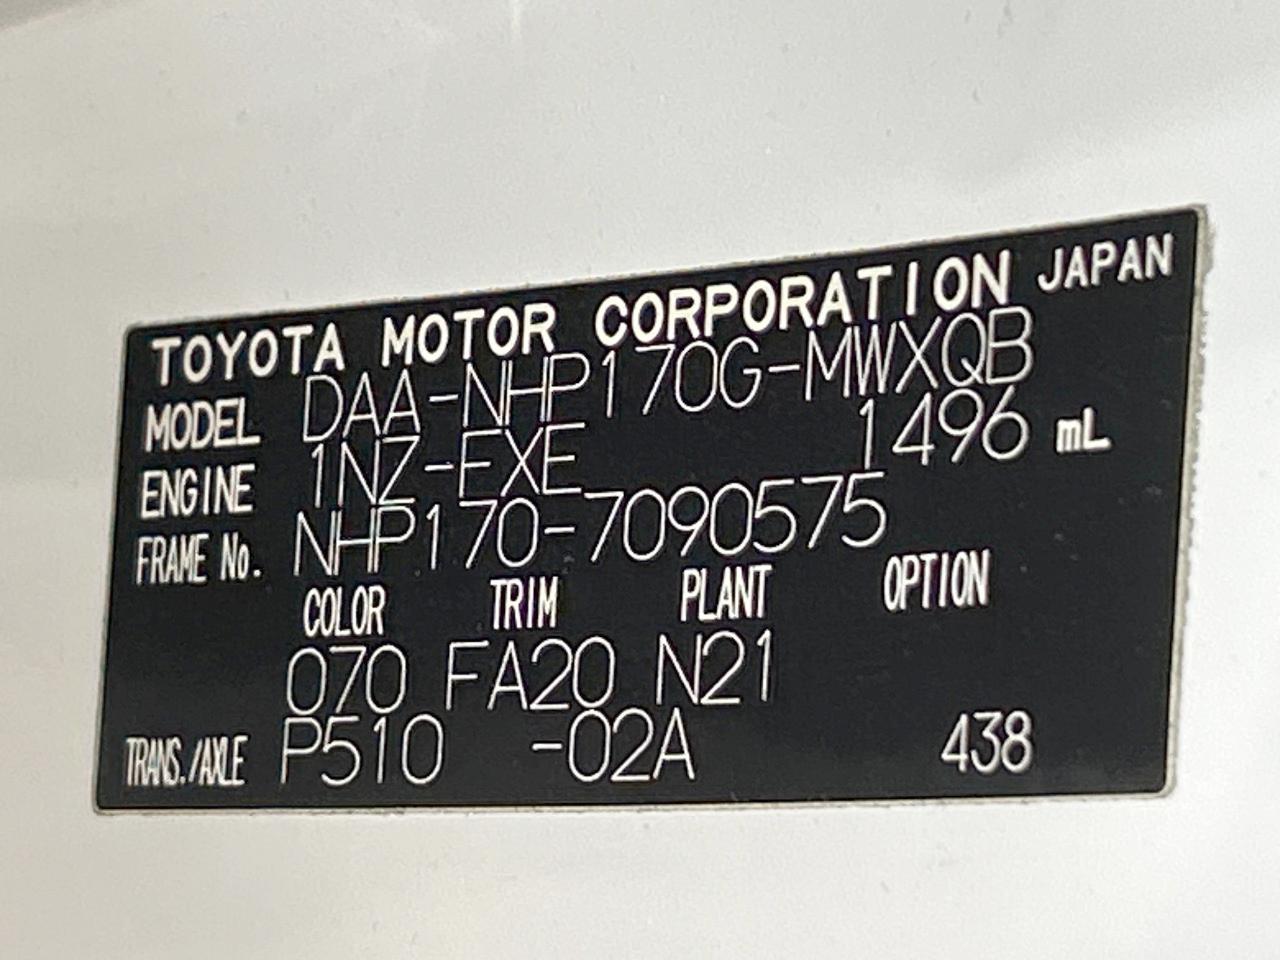 TOYOTA MOTOR CORPORATION JAPAN
MODEL DAA-NHP170G-MWXQB
ENGINE 1NZ-FXE 1496 mL
FRAME No. NHP170-7090575
COLOR TRIM PLANT OPTION
070 FA20 N21
TRANS./AXLE P510 -02A 438